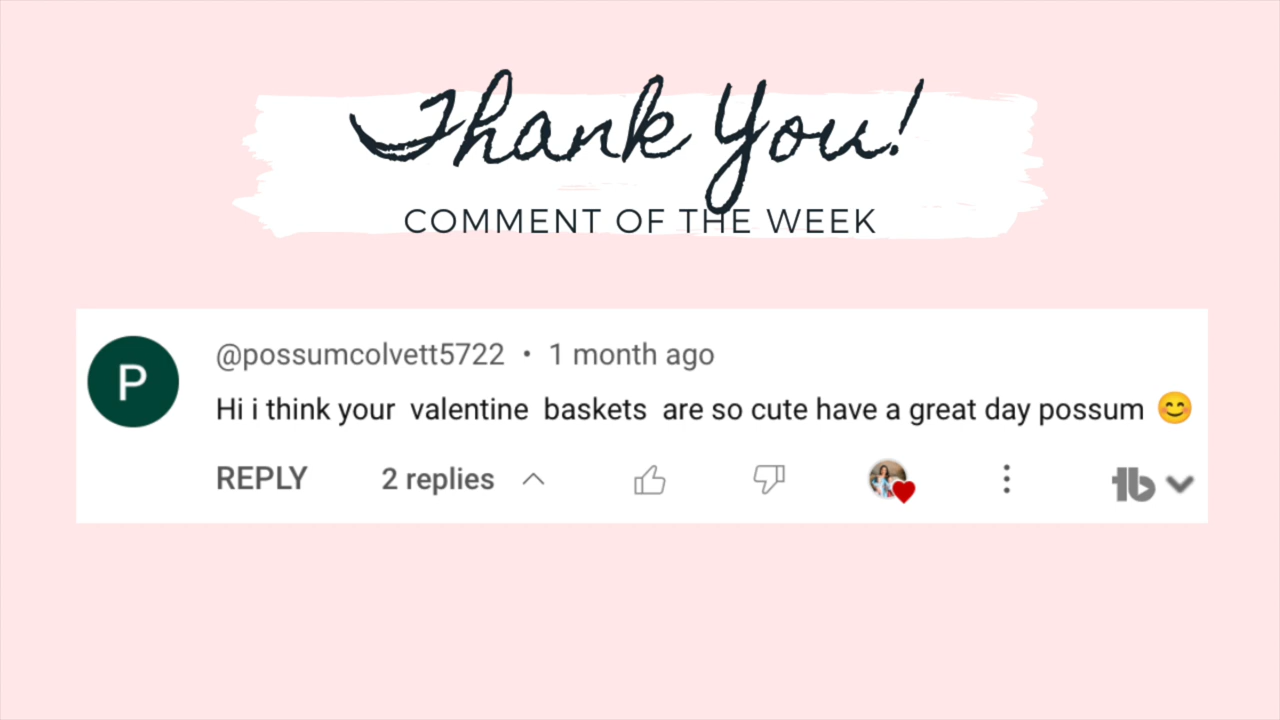 Thank You!
COMMENT OF THE WEEK
P
@possumcolvett5722 • 1 month ago
Hi i think your valentine baskets are so cute have a great day possum 😊
REPLY 2 replies
tb